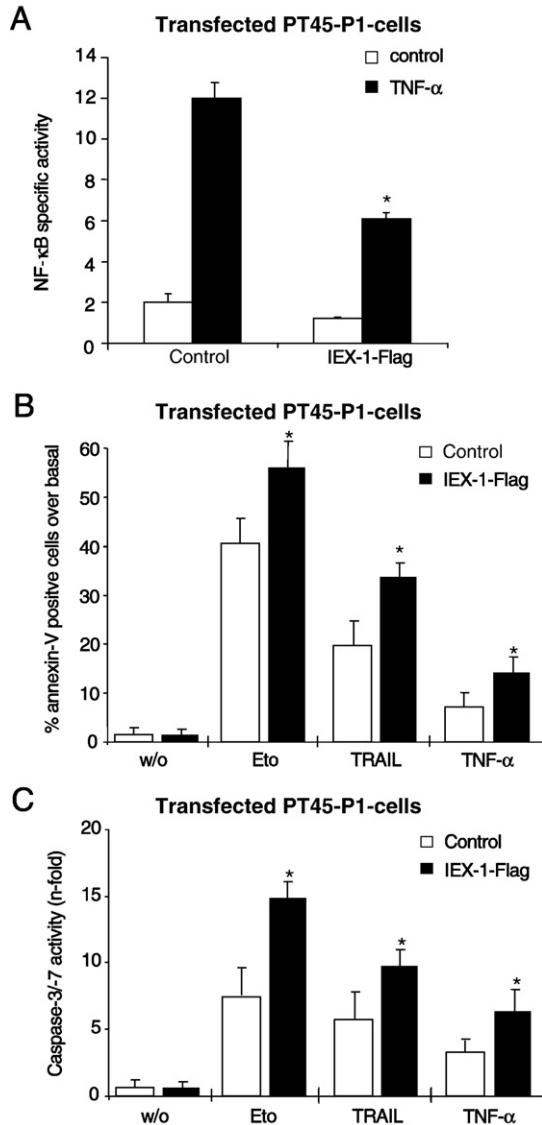 A
Transfected PT45-P1-cells
control
TNF-α
NF-κB specific activity
14
12
10
8
6
4
2
0
*
Control IEX-1-Flag
B
Transfected PT45-P1-cells
Control
IEX-1-Flag
% annexin-V positve cells over basal
60
50
40
30
20
10
0
* * *
w/o Eto TRAIL TNF-α
C
Transfected PT45-P1-cells
Control
IEX-1-Flag
Caspase-3/-7 activity (n-fold)
20
15
10
5
0
* * *
w/o Eto TRAIL TNF-α